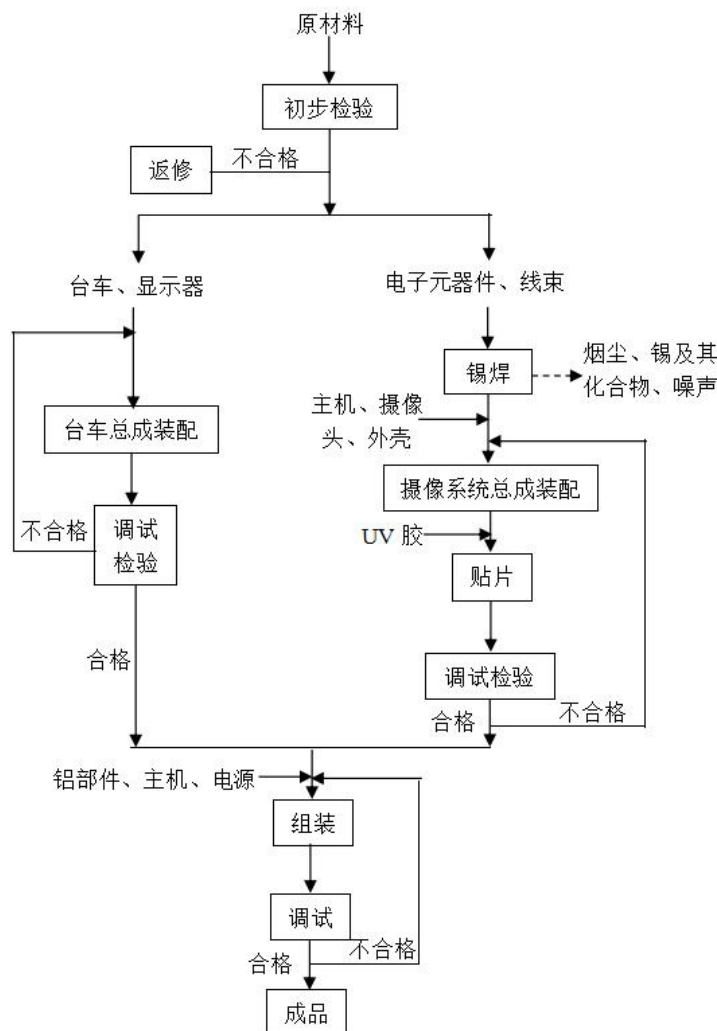 原材料
初步检验
返修
不合格
台车、显示器
电子元器件、线束
锡焊
烟尘、锡及其
化合物、噪声
主机、摄像
头、外壳
台车总成装配
摄像系统总成装配
不合格
调试
检验
UV 胶
贴片
合格
调试检验
合格
不合格
铝部件、主机、电源
组装
调试
合格
不合格
成品